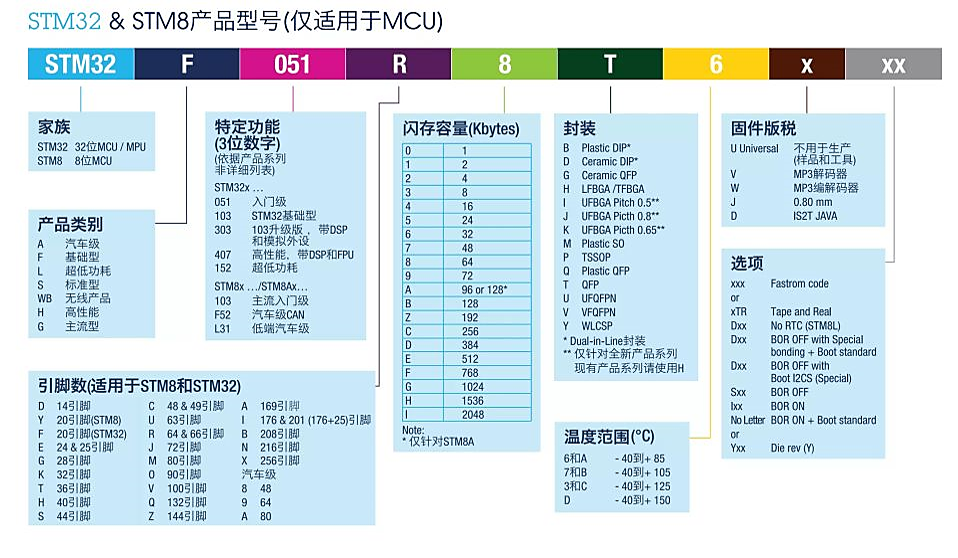 STM32 & STM8产品型号(仅适用于MCU)
STM32 F 051 R 8 T 6 x xx
家族
STM32 32位MCU / MPU
STM8 8位MCU
产品类别
A 汽车级
F 基础型
L 超低功耗
S 标准型
WB 无线产品
H 高性能
G 主流型
特定功能
(3位数字)
(依据产品系列
非详细列表)
STM32x ...
051 入门级
103 STM32基础型
303 103升级版，带DSP
和模拟外设
407 高性能，带DSP和FPU
152 超低功耗
STM8x .../STM8Ax...
103 主流入门级
F52 汽车级CAN
L31 低端汽车级
引脚数(适用于STM8和STM32)
D 14引脚 C 48 & 49引脚 A 169引脚
Y 20引脚(STM8) U 63引脚 I 176 & 201 (176+25)引脚
F 20引脚(STM32) R 64 & 66引脚 B 208引脚
E 24 & 25引脚 J 72引脚 N 216引脚
G 28引脚 M 80引脚 X 256引脚
K 32引脚 O 90引脚 汽车级
T 36引脚 V 100引脚 8 48
H 40引脚 Q 132引脚 9 64
S 44引脚 Z 144引脚 A 80
闪存容量(Kbytes)
0 1
1 2
2 4
3 8
4 16
5 24
6 32
7 48
8 64
9 72
A 96 or 128*
B 128
Z 192
C 256
D 384
E 512
F 768
G 1024
H 1536
I 2048
Note:
* 仅针对STM8A
封装
B Plastic DIP*
D Ceramic DIP*
G Ceramic QFP
H LFBGA /TFBGA
I UFBGA Pitch 0.5**
J UFBGA Picth 0.8**
K UFBGA Picth 0.65**
M Plastic SO
P TSSOP
Q Plastic QFP
T QFP
U UFQFPN
V VFQFPN
Y WLCSP
* Dual-in-Line封装
** 仅针对全新产品系列
现有产品系列请使用H
温度范围(°C)
6和A - 40到+ 85
7和B - 40到+ 105
3和C - 40到+ 125
D - 40到+ 150
固件版税
U Universal 不用于生产
(样品和工具)
V MP3解码器
W MP3编解码器
J 0.80 mm
D IS2T JAVA
选项
xxx Fastrom code
or
xTR Tape and Real
Dxx No RTC (STM8L)
Dxx BOR OFF with Special
bonding + Boot standard
Dxx BOR OFF with
Boot I2CS (Special)
Sxx BOR OFF
Ixx BOR ON
No Letter BOR ON + Boot standard
or
Yxx Die rev (Y)